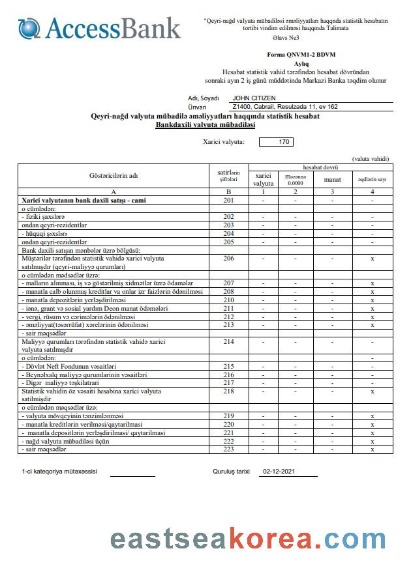 AccessBank
"Qeyri-nağd valyuta mübadiləsi əməliyyatları haqqında statistik hesabatın
tərtibi və təqdim edilməsi haqqında Təlimata
Əlavə №3
Forma QNVM1-2 BDVM
Aylıq
Hesabat statistik vahid tərəfindən hesabat dövründən
sonrakı ayın 2 iş günü müddətində Mərkəzi Banka təqdim olunur
Adı, Soyadı JOHN CITIZEN
Ünvan Z1400, Cabrail, Resulzada 11, ev 162
Qeyri-nağd valyuta mübadilə əməliyyatları haqqında statistik hesabat
Bankdaxili valyuta mübadiləsi
Xarici valyuta: 170
(valuta vahidi)
Göstəricilərin adı sətirlərin şifrələri hesabat dövrü
xarici valyuta 0.0000 manat əqdlərin sayı
A B 1 2 3 4
Xarici valyutanın bank daxili satışı - cəmi 201 - - - -
o cümlədən:
- fiziki şəxslərə 202 - - - -
ondan qeyri-rezidentlər 203 - - - -
- hüquqi şəxslərə 204 - - - -
ondan qeyri-rezidentlər 205 - - - -
Bank daxili satışın mənbələr üzrə bölgüsü:
Müştərilər tərəfindən statistik vahidə xarici valyuta
satılmışdır (qeyri-maliyyə qurumları) 206 - - - x
o cümlədən məqsədlər üzrə:
- malların alınması, iş və göstərilmiş xidmətlər üzrə ödəmələr 207 - - - x
- manatla cəlb olunmuş kreditlər və onlar üzr faizlərin ödənilməsi 208 - - - x
- manatla depozitlərin yerləşdirilməsi 210 - - - x
- ianə, grant və sosial yardım Deon manat ödəmələri 211 - - - x
- vergi, rüsum və cərimələrin ödənilməsi 212 - - - x
- əməliyyat(təsərrüfat) xərclərinin ödənilməsi 213 - - - x
- sair məqsədlər
Maliyyə qurumları tərəfindən statistik vahidə xarici
valyuta satılmışdır 214 - - - x
o cümlədən: -
- Dövlət Neft Fondunun vəsaitləri 215 - - - -
- Beynəlxalq maliyyə qurumlarının vəsaitləri 216 - - - -
- Digər maliyyə təşkilatları 217 - - - -
Statistik vahidin öz vəsaiti hesabına xarici valyuta
satılmışdır 218 - - - x
o cümlədən məqsədlər üzrə:
- valyuta mövqeyinin tənzimlənməsi 219 - - - x
- manatla kreditlərin verilməsi/qaytarılması 220 - - - x
- manatla depozitlərin yerləşdirilməsi/ qaytarılması 221 - - - x
- nağd valyuta mübadiləsi üçün 222 - - - x
- sair məqsədlər 223 - - - x
1-ci kateqoriya mütəxəssisi Quruluş tarixi 02-12-2021
eastseakorea.com